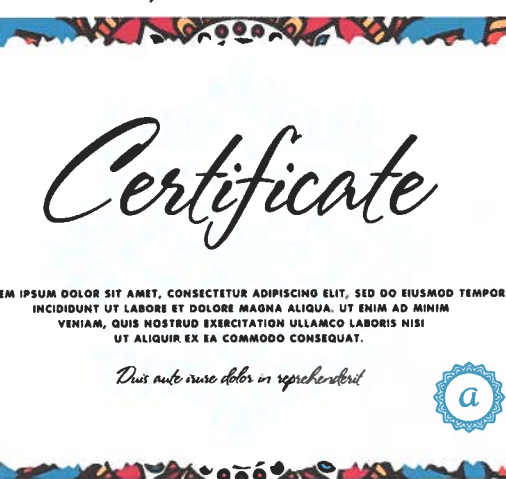 Certificate
EM IPSUM DOLOR SIT AMET, CONSECTETUR ADIPISCING ELIT, SED DO EIUSMOD TEMPOR
INCIDIDUNT UT LABORE ET DOLORE MAGNA ALIQUA. UT ENIM AD MINIM
VENIAM, QUIS NOSTRUD EXERCITATION ULLAMCO LABORIS NISI
UT ALIQUIR EX EA COMMODO CONSEQUAT.
Duis aute irure dolor in reprehenderit
a